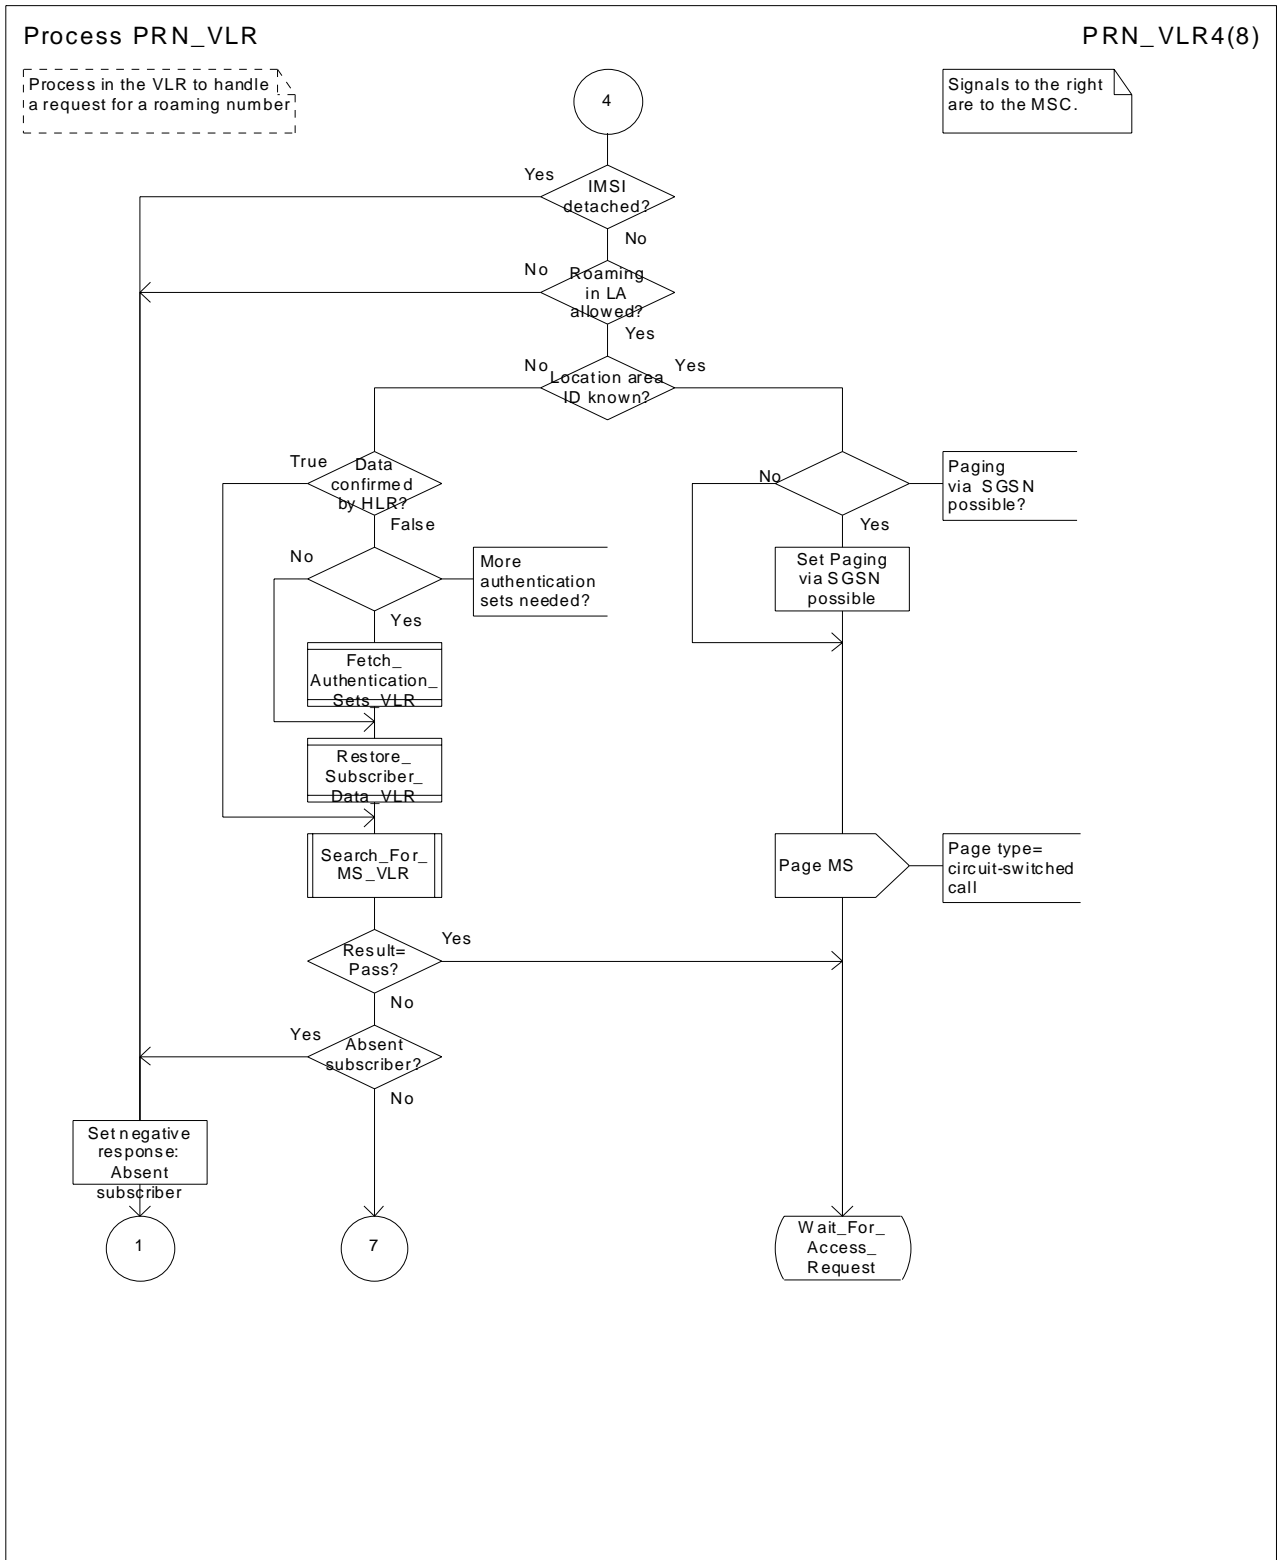 Process PRN_VLR
PRN_VLR4(8)
Process in the VLR to handle
a request for a roaming number
4
Signals to the right
are to the MSC.
Yes
IMSI
detached?
No
No
Roaming
in LA
allowed?
Yes
No
Location area
ID known?
Yes
True
Data
confirmed
by HLR?
False
No
Paging
via SGSN
possible?
Yes
No
More
authentication
sets needed?
Yes
Set Paging
via SGSN
possible
Fetch_
Authentication_
Sets_VLR
Restore_
Subscriber_
Data_VLR
Search_For_
MS_VLR
Page MS
Page type=
circuit-switched
call
Result=
Pass?
Yes
No
Yes
Absent
subscriber?
No
Set negative
response:
Absent
subscriber
1
7
Wait_For_
Access_
Request